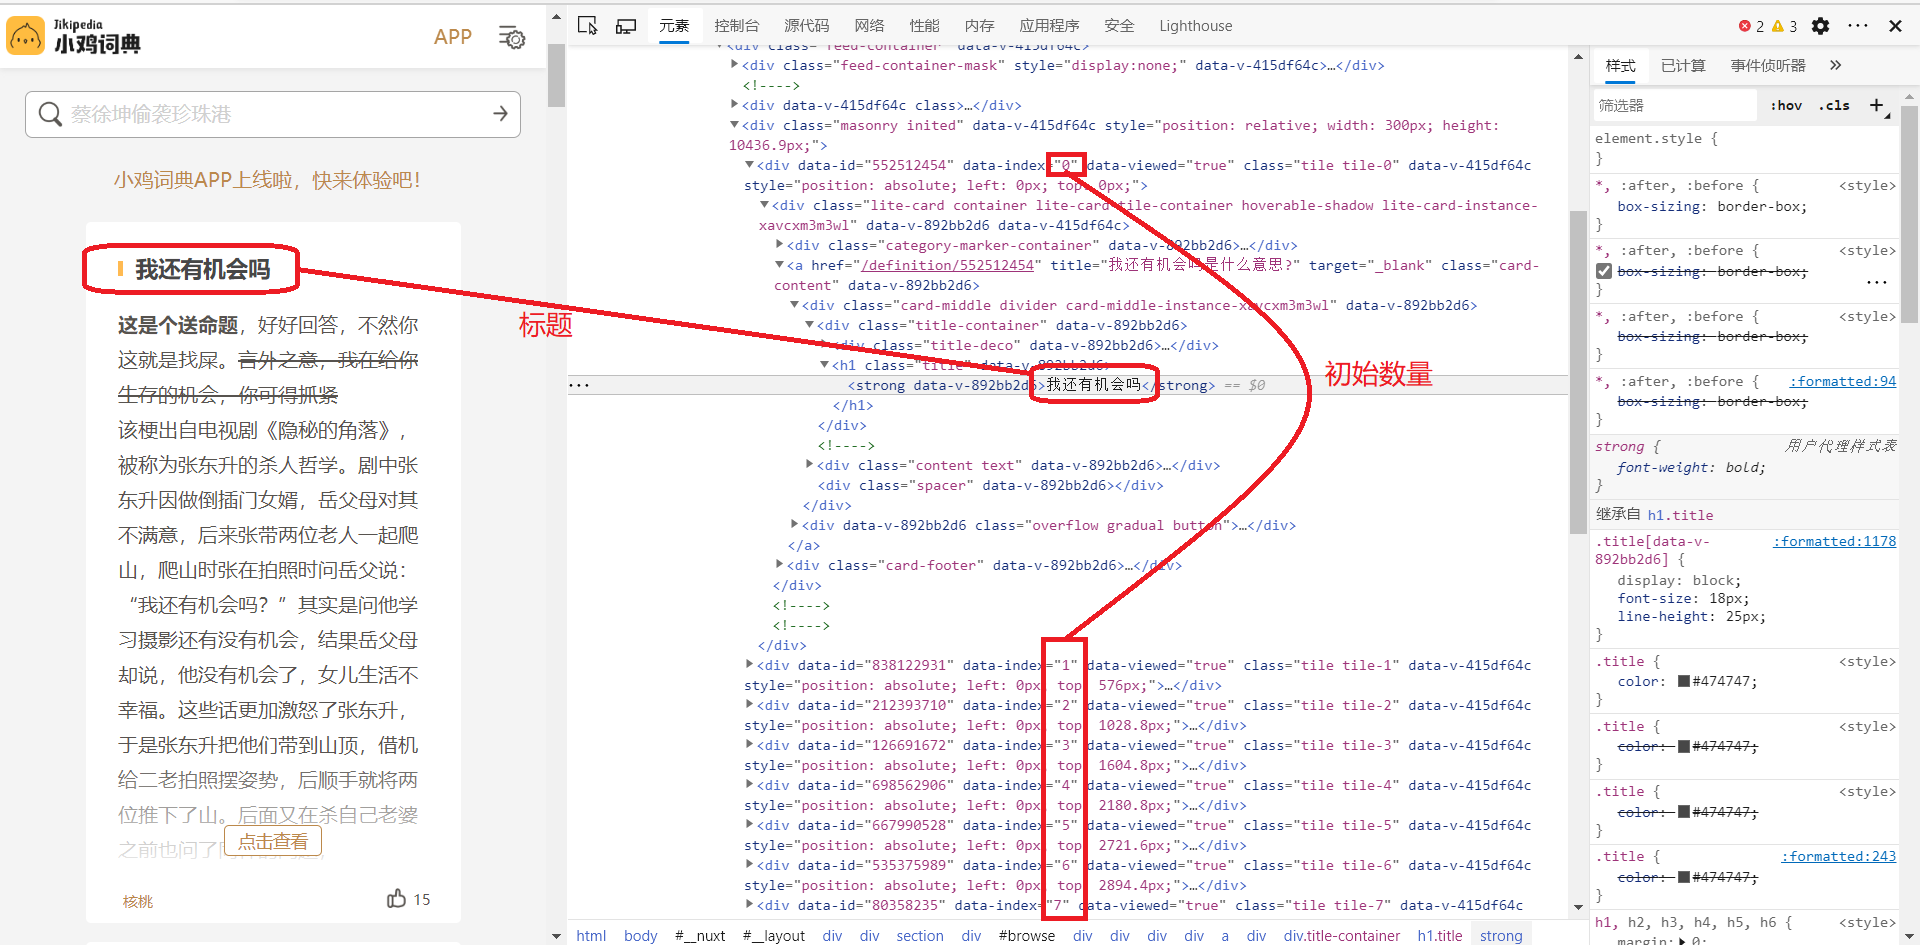 Jikipedia
小鸡词典
APP
蔡徐坤偷袭珍珠港
小鸡词典APP上线啦，快来体验吧！
我还有机会吗
这是个送命题，好好回答，不然你
这就是找屎。言外之意，我在给你
生存的机会，你可得抓紧
该梗出自电视剧《隐秘的角落》，
被称为张东升的杀人哲学。剧中张
东升因做倒插门女婿，岳父母对其
不满意，后来张带两位老人一起爬
山，爬山时张在拍照时问岳父说：
“我还有机会吗？”其实是问他学
习摄影还有没有机会，结果岳父母
却说，他没有机会了，女儿生活不
幸福。这些话更加激怒了张东升，
于是张东升把他们带到山顶，借机
给二老拍照摆姿势，后顺手就将两
位推下了山。后面又在杀自己老婆
之前也问了
点击查看
核桃
15
标题
初始数量
元素 控制台 源代码 网络 性能 内存 应用程序 安全 Lighthouse
2 3
<div class="feed-container" data-v-415df64c>
<div class="feed-container-mask" style="display:none;" data-v-415df64c>…</div>
<!---->
<div data-v-415df64c class>…</div>
<div class="masonry inited" data-v-415df64c style="position: relative; width: 300px; height:
10436.9px;">
<div data-id="552512454" data-index="0" data-viewed="true" class="tile tile-0" data-v-415df64c
style="position: absolute; left: 0px; top: 0px;">
<div class="lite-card container lite-card tile-container hoverable-shadow lite-card-instance-
xavcxm3m3wl" data-v-892bb2d6 data-v-415df64c>
<div class="category-marker-container" data-v-892bb2d6>…</div>
<a href="/definition/552512454" title="我还有机会吗是什么意思?" target="_blank" class="card-
content" data-v-892bb2d6>
<div class="card-middle divider card-middle-instance-xavcxm3m3wl" data-v-892bb2d6>
<div class="title-container" data-v-892bb2d6>
<div class="title-deco" data-v-892bb2d6>…</div>
<h1 class="title" data-v-892bb2d6>
<strong data-v-892bb2d6>我还有机会吗</strong> == $0
</h1>
</div>
<!---->
<div class="content text" data-v-892bb2d6>…</div>
<div class="spacer" data-v-892bb2d6></div>
</div>
<div data-v-892bb2d6 class="overflow gradual button">…</div>
</a>
<div class="card-footer" data-v-892bb2d6>…</div>
</div>
<!---->
<!---->
</div>
<div data-id="838122931" data-index="1" data-viewed="true" class="tile tile-1" data-v-415df64c
style="position: absolute; left: 0px; top: 576px;">…</div>
<div data-id="212393710" data-index="2" data-viewed="true" class="tile tile-2" data-v-415df64c
style="position: absolute; left: 0px; top: 1028.8px;">…</div>
<div data-id="126691672" data-index="3" data-viewed="true" class="tile tile-3" data-v-415df64c
style="position: absolute; left: 0px; top: 1604.8px;">…</div>
<div data-id="698562906" data-index="4" data-viewed="true" class="tile tile-4" data-v-415df64c
style="position: absolute; left: 0px; top: 2180.8px;">…</div>
<div data-id="667990528" data-index="5" data-viewed="true" class="tile tile-5" data-v-415df64c
style="position: absolute; left: 0px; top: 2721.6px;">…</div>
<div data-id="535375989" data-index="6" data-viewed="true" class="tile tile-6" data-v-415df64c
style="position: absolute; left: 0px; top: 2894.4px;">…</div>
<div data-id="80358235" data-index="7" data-viewed="true" class="tile tile-7" data-v-415df64c
html body #__nuxt #__layout div div section div #browse div div div div a div div.title-container h1.title strong
样式 已计算 事件侦听器
筛选器 :hov .cls
element.style {
}
*, :after, :before { <style>
box-sizing: border-box;
}
*, :after, :before { <style>
box-sizing: border-box;
}
*, :after, :before { <style>
box-sizing: border-box;
}
*, :after, :before { :formatted:94
box-sizing: border-box;
}
strong { 用户代理样式表
font-weight: bold;
}
继承自 h1.title
.title[data-v- :formatted:1178
892bb2d6] {
display: block;
font-size: 18px;
line-height: 25px;
}
.title { <style>
color: #474747;
}
.title { <style>
color: #474747;
}
.title { <style>
color: #474747;
}
.title { :formatted:243
color: #474747;
}
h1, h2, h3, h4, h5, h6 { <style>
margin: 0;